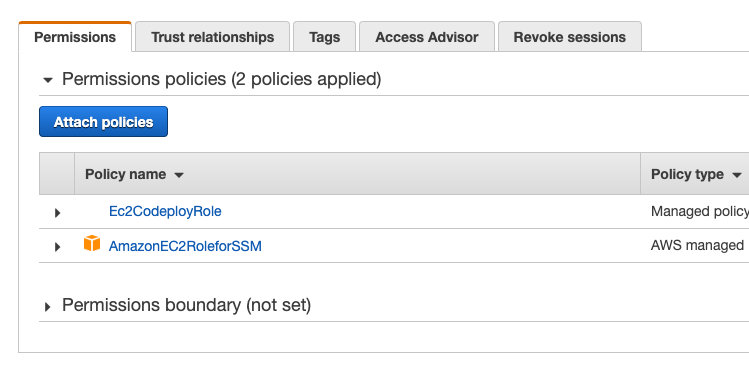 Permissions Trust relationships Tags Access Advisor Revoke sessions
Permissions policies (2 policies applied)
Attach policies
Policy name Policy type
Ec2CodeployRole Managed policy
AmazonEC2RoleforSSM AWS managed
Permissions boundary (not set)